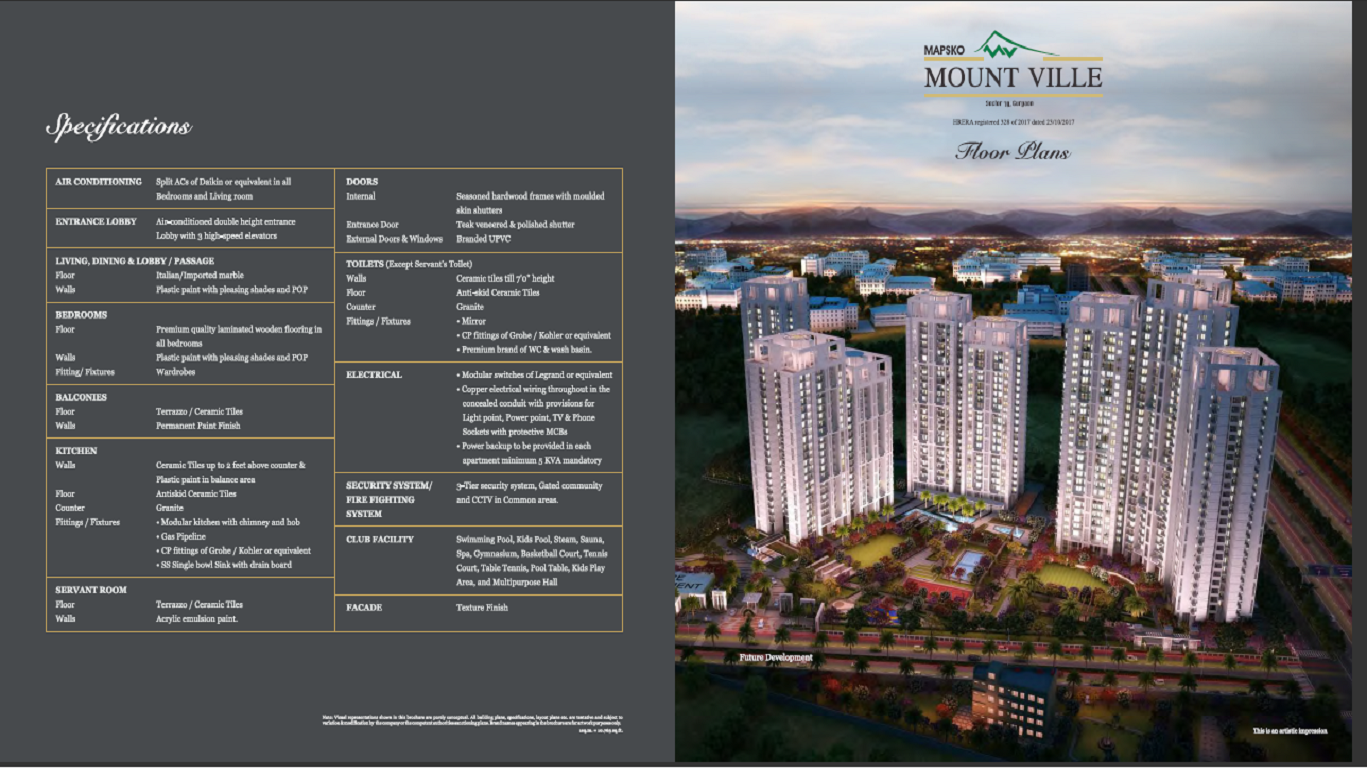 Specifications
AIR CONDITIONING Split ACs of Daikin or equivalent in all
Bedrooms and Living room
ENTRANCE LOBBY Air-conditioned double height entrance
Lobby with 3 high-speed elevators
LIVING, DINING & LOBBY / PASSAGE
Floor Italian/Imported marble
Walls Plastic paint with pleasing shades and POP
BEDROOMS
Floor Premium quality laminated wooden flooring in
all bedrooms
Walls Plastic paint with pleasing shades and POP
Fitting/ Fixtures Wardrobes
BALCONIES
Floor Terrazzo / Ceramic Tiles
Walls Permanent Paint Finish
KITCHEN
Walls Ceramic Tiles up to 2 feet above counter &
Plastic paint in balance area
Floor Antiskid Ceramic Tiles
Counter Granite
Fittings / Fixtures • Modular kitchen with chimney and hob
• Gas Pipeline
• CP fittings of Grohe / Kohler or equivalent
• SS Single bowl Sink with drain board
SERVANT ROOM
Floor Terrazzo / Ceramic Tiles
Walls Acrylic emulsion paint.
DOORS
Internal Seasoned hardwood frames with moulded
skin shutters
Entrance Door Teak veneered & polished shutter
External Doors & Windows Branded UPVC
TOILETS (Except Servant's Toilet)
Walls Ceramic tiles till 7'0" height
Floor Anti-skid Ceramic Tiles
Counter Granite
Fittings / Fixtures • Mirror
• CP fittings of Grohe / Kohler or equivalent
• Premium brand of WC & wash basin.
ELECTRICAL • Modular switches of Legrand or equivalent
• Copper electrical wiring throughout in the
concealed conduit with provisions for
Light point, Power point, TV & Phone
Sockets with protective MCBs
• Power backup to be provided in each
apartment minimum 5 KVA mandatory
SECURITY SYSTEM/ 3-Tier security system, Gated community
FIRE FIGHTING and CCTV in Common areas.
SYSTEM
CLUB FACILITY Swimming Pool, Kids Pool, Steam, Sauna,
Spa, Gymnasium, Basketball Court, Tennis
Court, Table Tennis, Pool Table, Kids Play
Area, and Multipurpose Hall
FACADE Texture Finish
MAPSKO
MOUNT VILLE
Sector 79, Gurgaon
HRERA registered 328 of 2017 dated 23/10/2017
Floor Plans
Future Development
This is an artistic impression